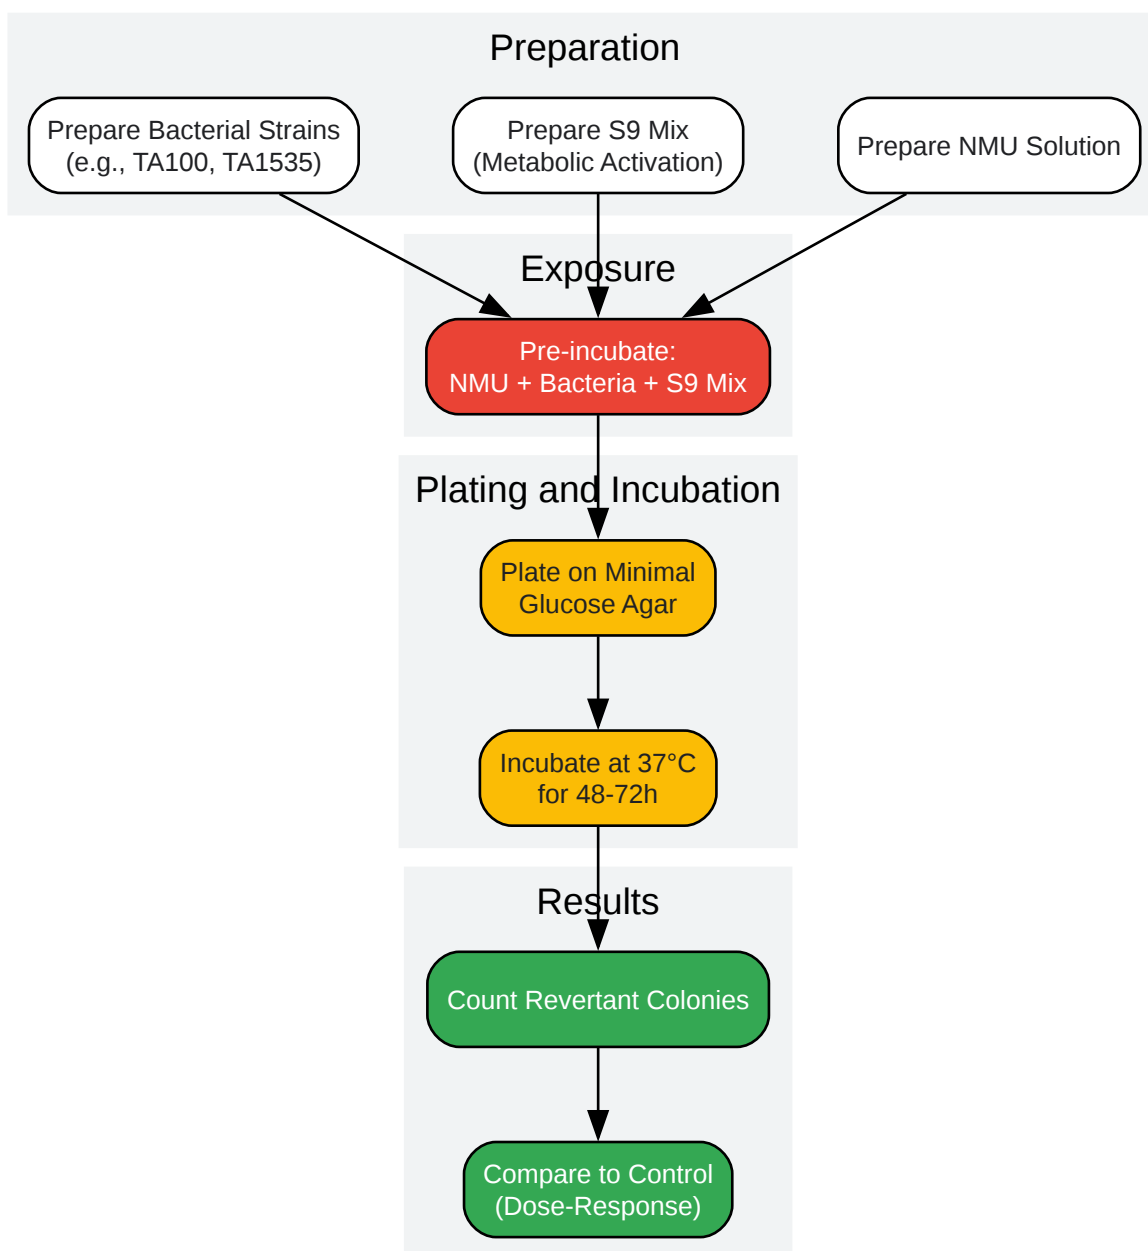 Preparation
Prepare Bacterial Strains
(e.g., TA100, TA1535)
Prepare S9 Mix
(Metabolic Activation)
Prepare NMU Solution
Exposure
Pre-incubate:
NMU + Bacteria + S9 Mix
Plating and Incubation
Plate on Minimal
Glucose Agar
Incubate at 37°C
for 48-72h
Results
Count Revertant Colonies
Compare to Control
(Dose-Response)